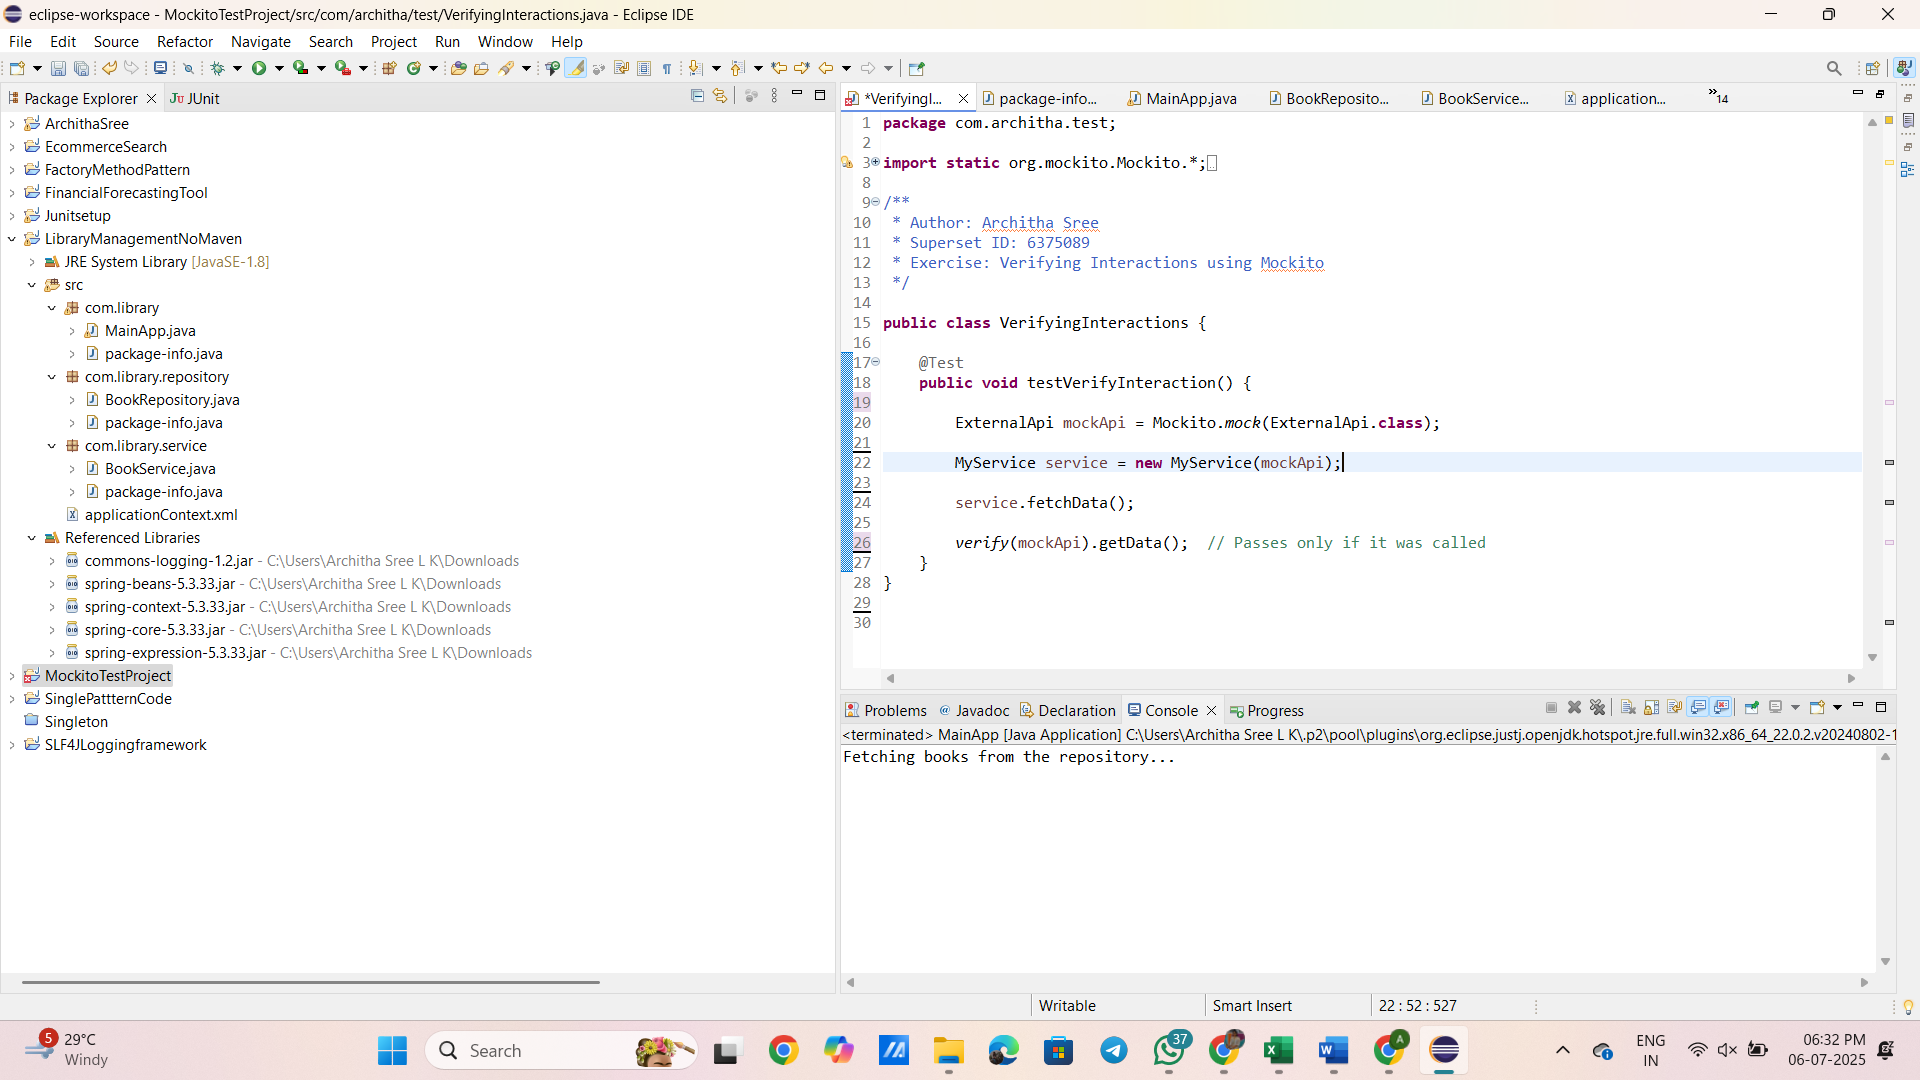 eclipse-workspace - MockitoTestProject/src/com/architha/test/VerifyingInteractions.java - Eclipse IDE
File Edit Source Refactor Navigate Search Project Run Window Help
Package Explorer
JUnit
ArchithaSree
EcommerceSearch
FactoryMethodPattern
FinancialForecastingTool
Junitsetup
LibraryManagementNoMaven
JRE System Library [JavaSE-1.8]
src
com.library
MainApp.java
package-info.java
com.library.repository
BookRepository.java
package-info.java
com.library.service
BookService.java
package-info.java
applicationContext.xml
Referenced Libraries
commons-logging-1.2.jar - C:\Users\Architha Sree L K\Downloads
spring-beans-5.3.33.jar - C:\Users\Architha Sree L K\Downloads
spring-context-5.3.33.jar - C:\Users\Architha Sree L K\Downloads
spring-core-5.3.33.jar - C:\Users\Architha Sree L K\Downloads
spring-expression-5.3.33.jar - C:\Users\Architha Sree L K\Downloads
MockitoTestProject
SinglePattternCode
Singleton
SLF4JLoggingframework
*VerifyingI... package-info... MainApp.java BookReposito... BookService... application... »14
1 package com.architha.test;
2
3 import static org.mockito.Mockito.*;
8
9 /**
10 * Author: Architha Sree
11 * Superset ID: 6375089
12 * Exercise: Verifying Interactions using Mockito
13 */
14
15 public class VerifyingInteractions {
16
17 @Test
18 public void testVerifyInteraction() {
19
20 ExternalApi mockApi = Mockito.mock(ExternalApi.class);
21
22 MyService service = new MyService(mockApi);
23
24 service.fetchData();
25
26 verify(mockApi).getData(); // Passes only if it was called
27 }
28 }
29
30
Problems @ Javadoc Declaration Console Progress
<terminated> MainApp [Java Application] C:\Users\Architha Sree L K\.p2\pool\plugins\org.eclipse.justj.openjdk.hotspot.jre.full.win32.x86_64_22.0.2.v20240802-1
Fetching books from the repository...
Writable
Smart Insert
22 : 52 : 527
5
29°C
Windy
Search
37
A
ENG
IN
06:32 PM
06-07-2025